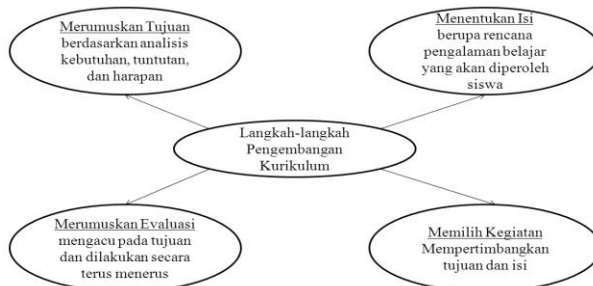 Merumuskan Tujuan
berdasarkan analisis
kebutuhan, tuntutan,
dan harapan
Menentukan Isi
berupa rencana
pengalaman belajar
yang akan diperoleh
siswa
Langkah-langkah
Pengembangan
Kurikulum
Merumuskan Evaluasi
mengacu pada tujuan
dan dilakukan secara
terus menerus
Memilih Kegiatan
Mempertimbangkan
tujuan dan isi